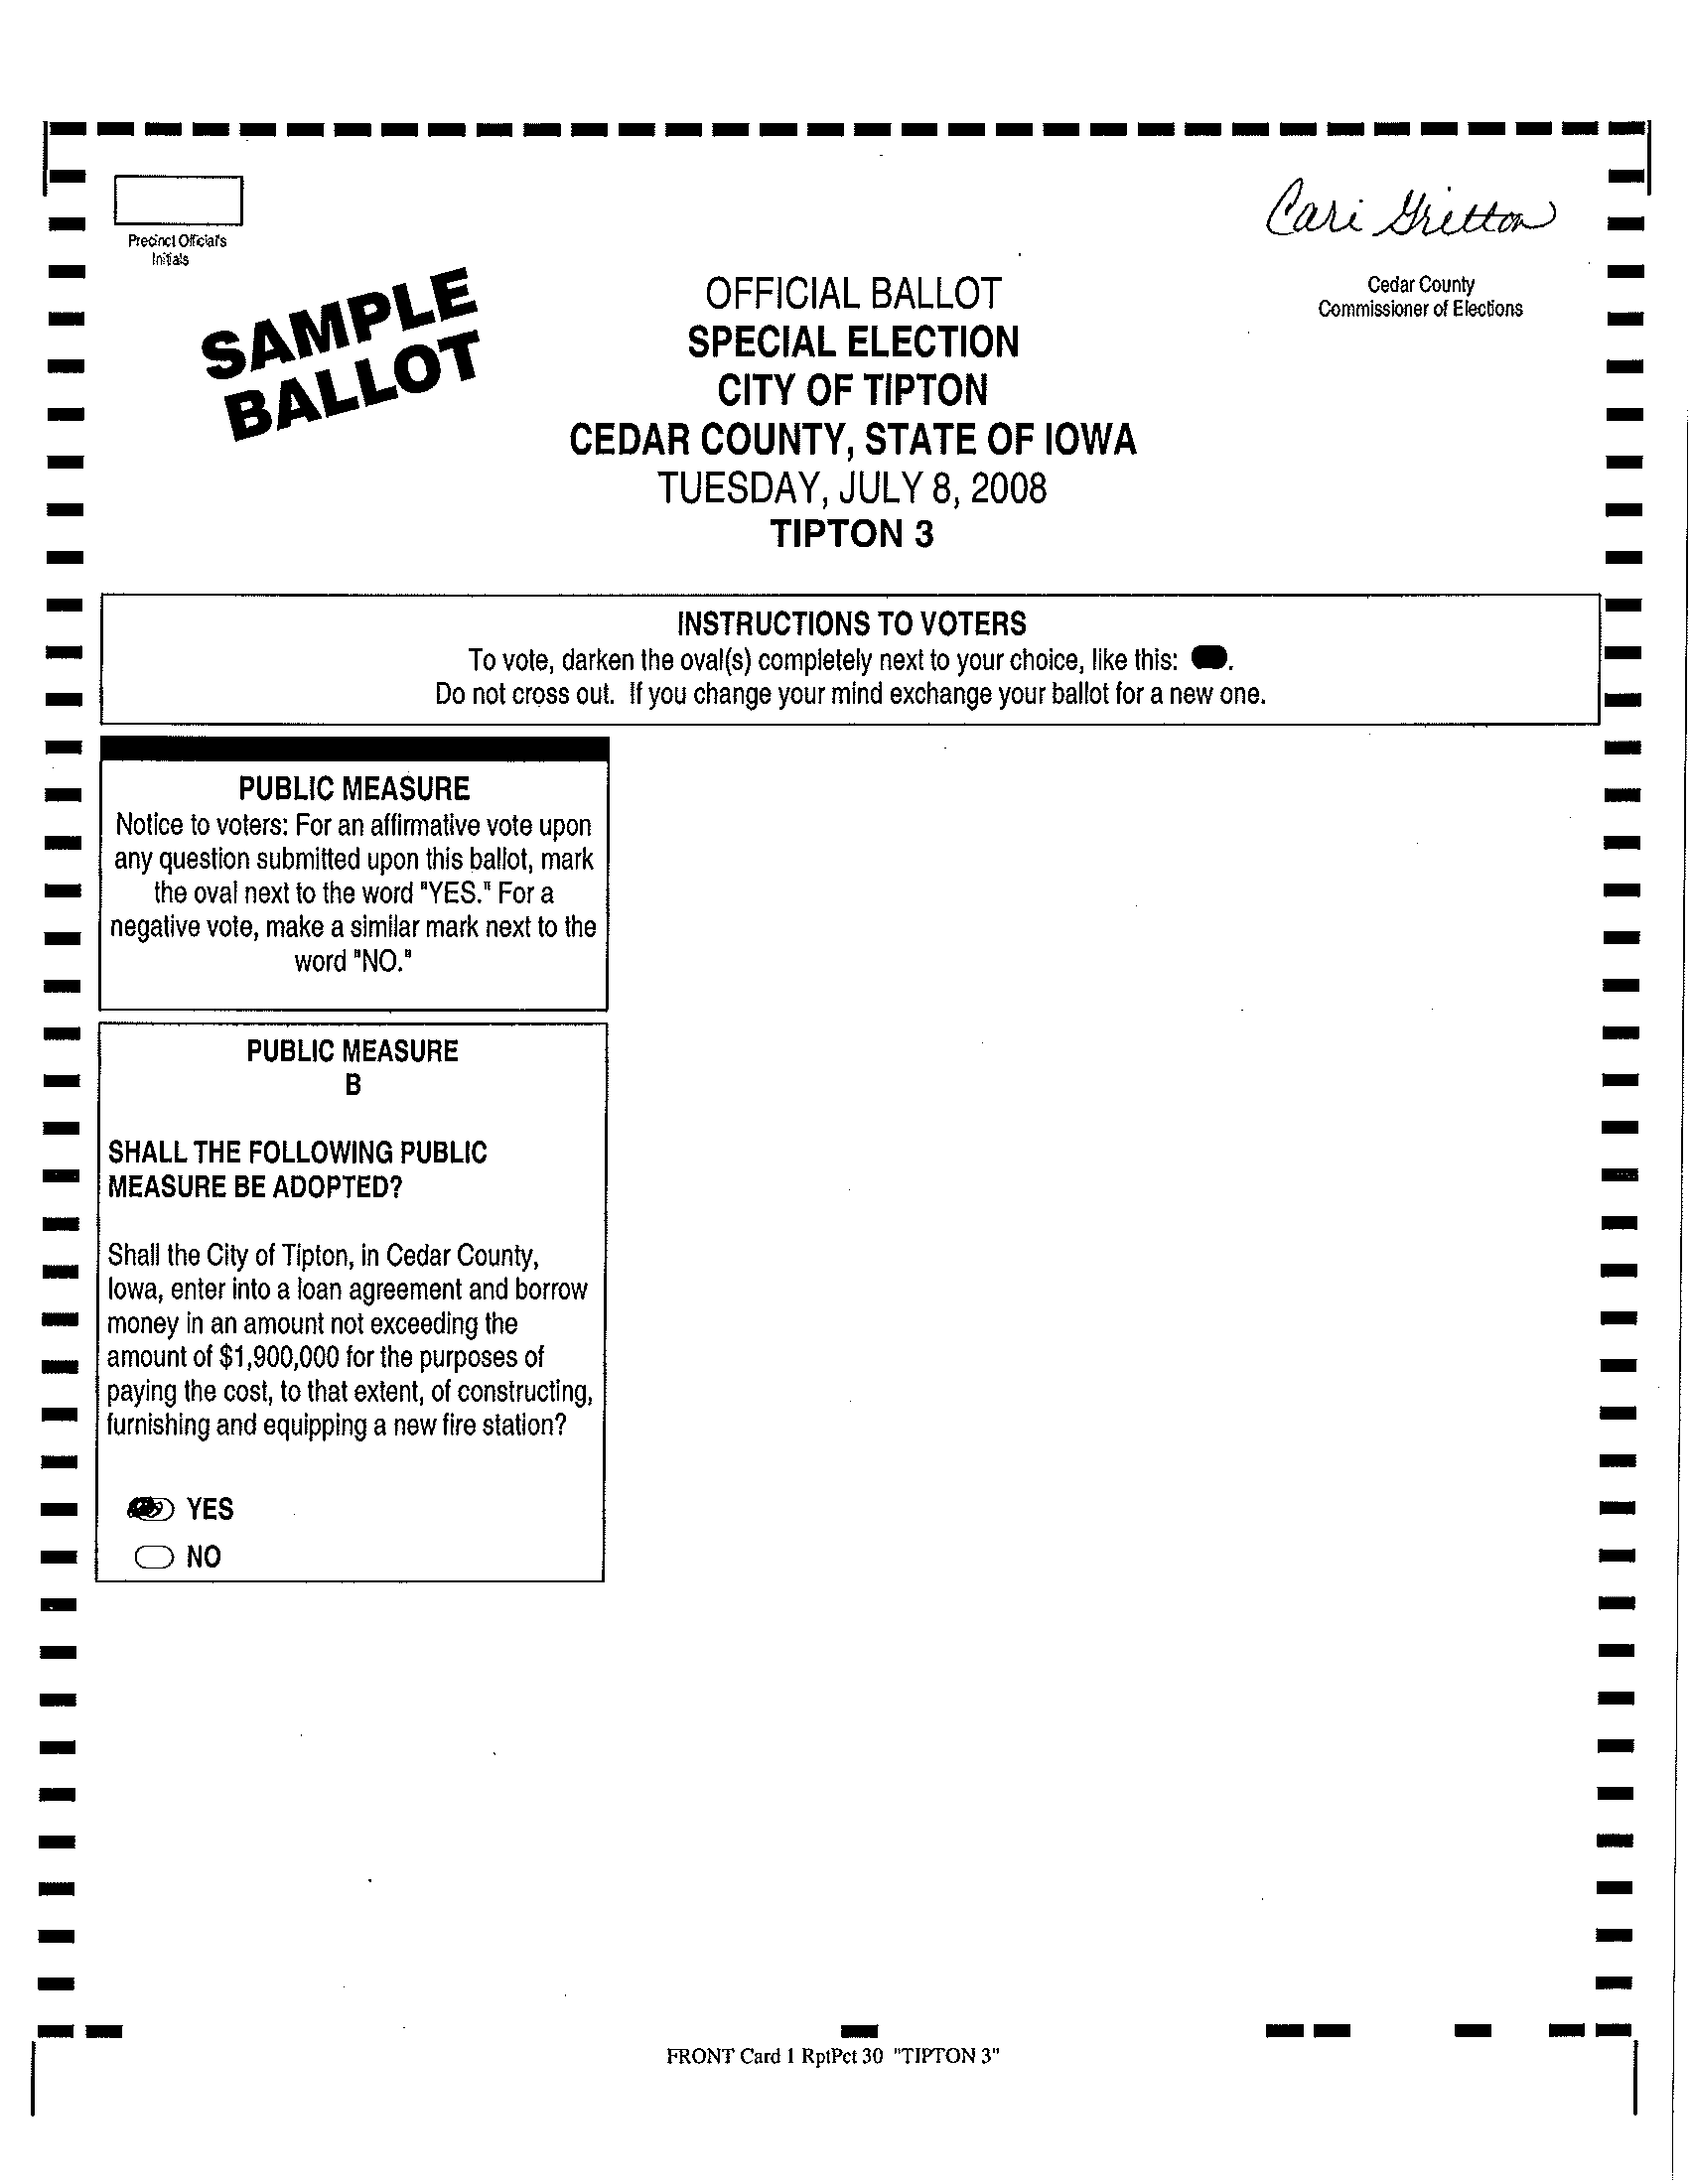 Cari Gritton
Precinct Official's
Initials
SAMPLE
BALLOT
Cedar County
Commissioner of Elections
OFFICIAL BALLOT
SPECIAL ELECTION
CITY OF TIPTON
CEDAR COUNTY, STATE OF IOWA
TUESDAY, JULY 8, 2008
TIPTON 3
INSTRUCTIONS TO VOTERS
To vote, darken the oval(s) completely next to your choice, like this: .
Do not cross out. If you change your mind exchange your ballot for a new one.
PUBLIC MEASURE
Notice to voters: For an affirmative vote upon
any question submitted upon this ballot, mark
the oval next to the word "YES." For a
negative vote, make a similar mark next to the
word "NO."
PUBLIC MEASURE
B
SHALL THE FOLLOWING PUBLIC
MEASURE BE ADOPTED?
Shall the City of Tipton, in Cedar County,
Iowa, enter into a loan agreement and borrow
money in an amount not exceeding the
amount of $1,900,000 for the purposes of
paying the cost, to that extent, of constructing,
furnishing and equipping a new fire station?
YES
NO
FRONT Card 1 RptPct 30 "TIPTON 3"